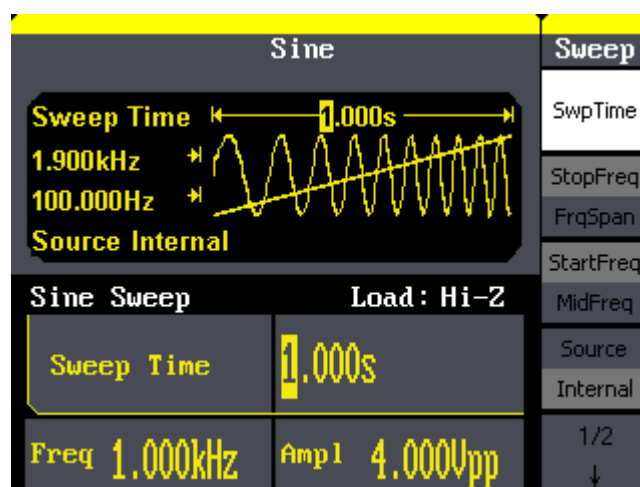 Sine
Sweep
Sweep Time 1.000s
1.900kHz
100.000Hz
Source Internal
SwpTime
StopFreq
FrqSpan
StartFreq
MidFreq
Source
Internal
1/2
↓
Sine Sweep Load: Hi-Z
Sweep Time 1.000s
Freq 1.000kHz Ampl 4.000Vpp